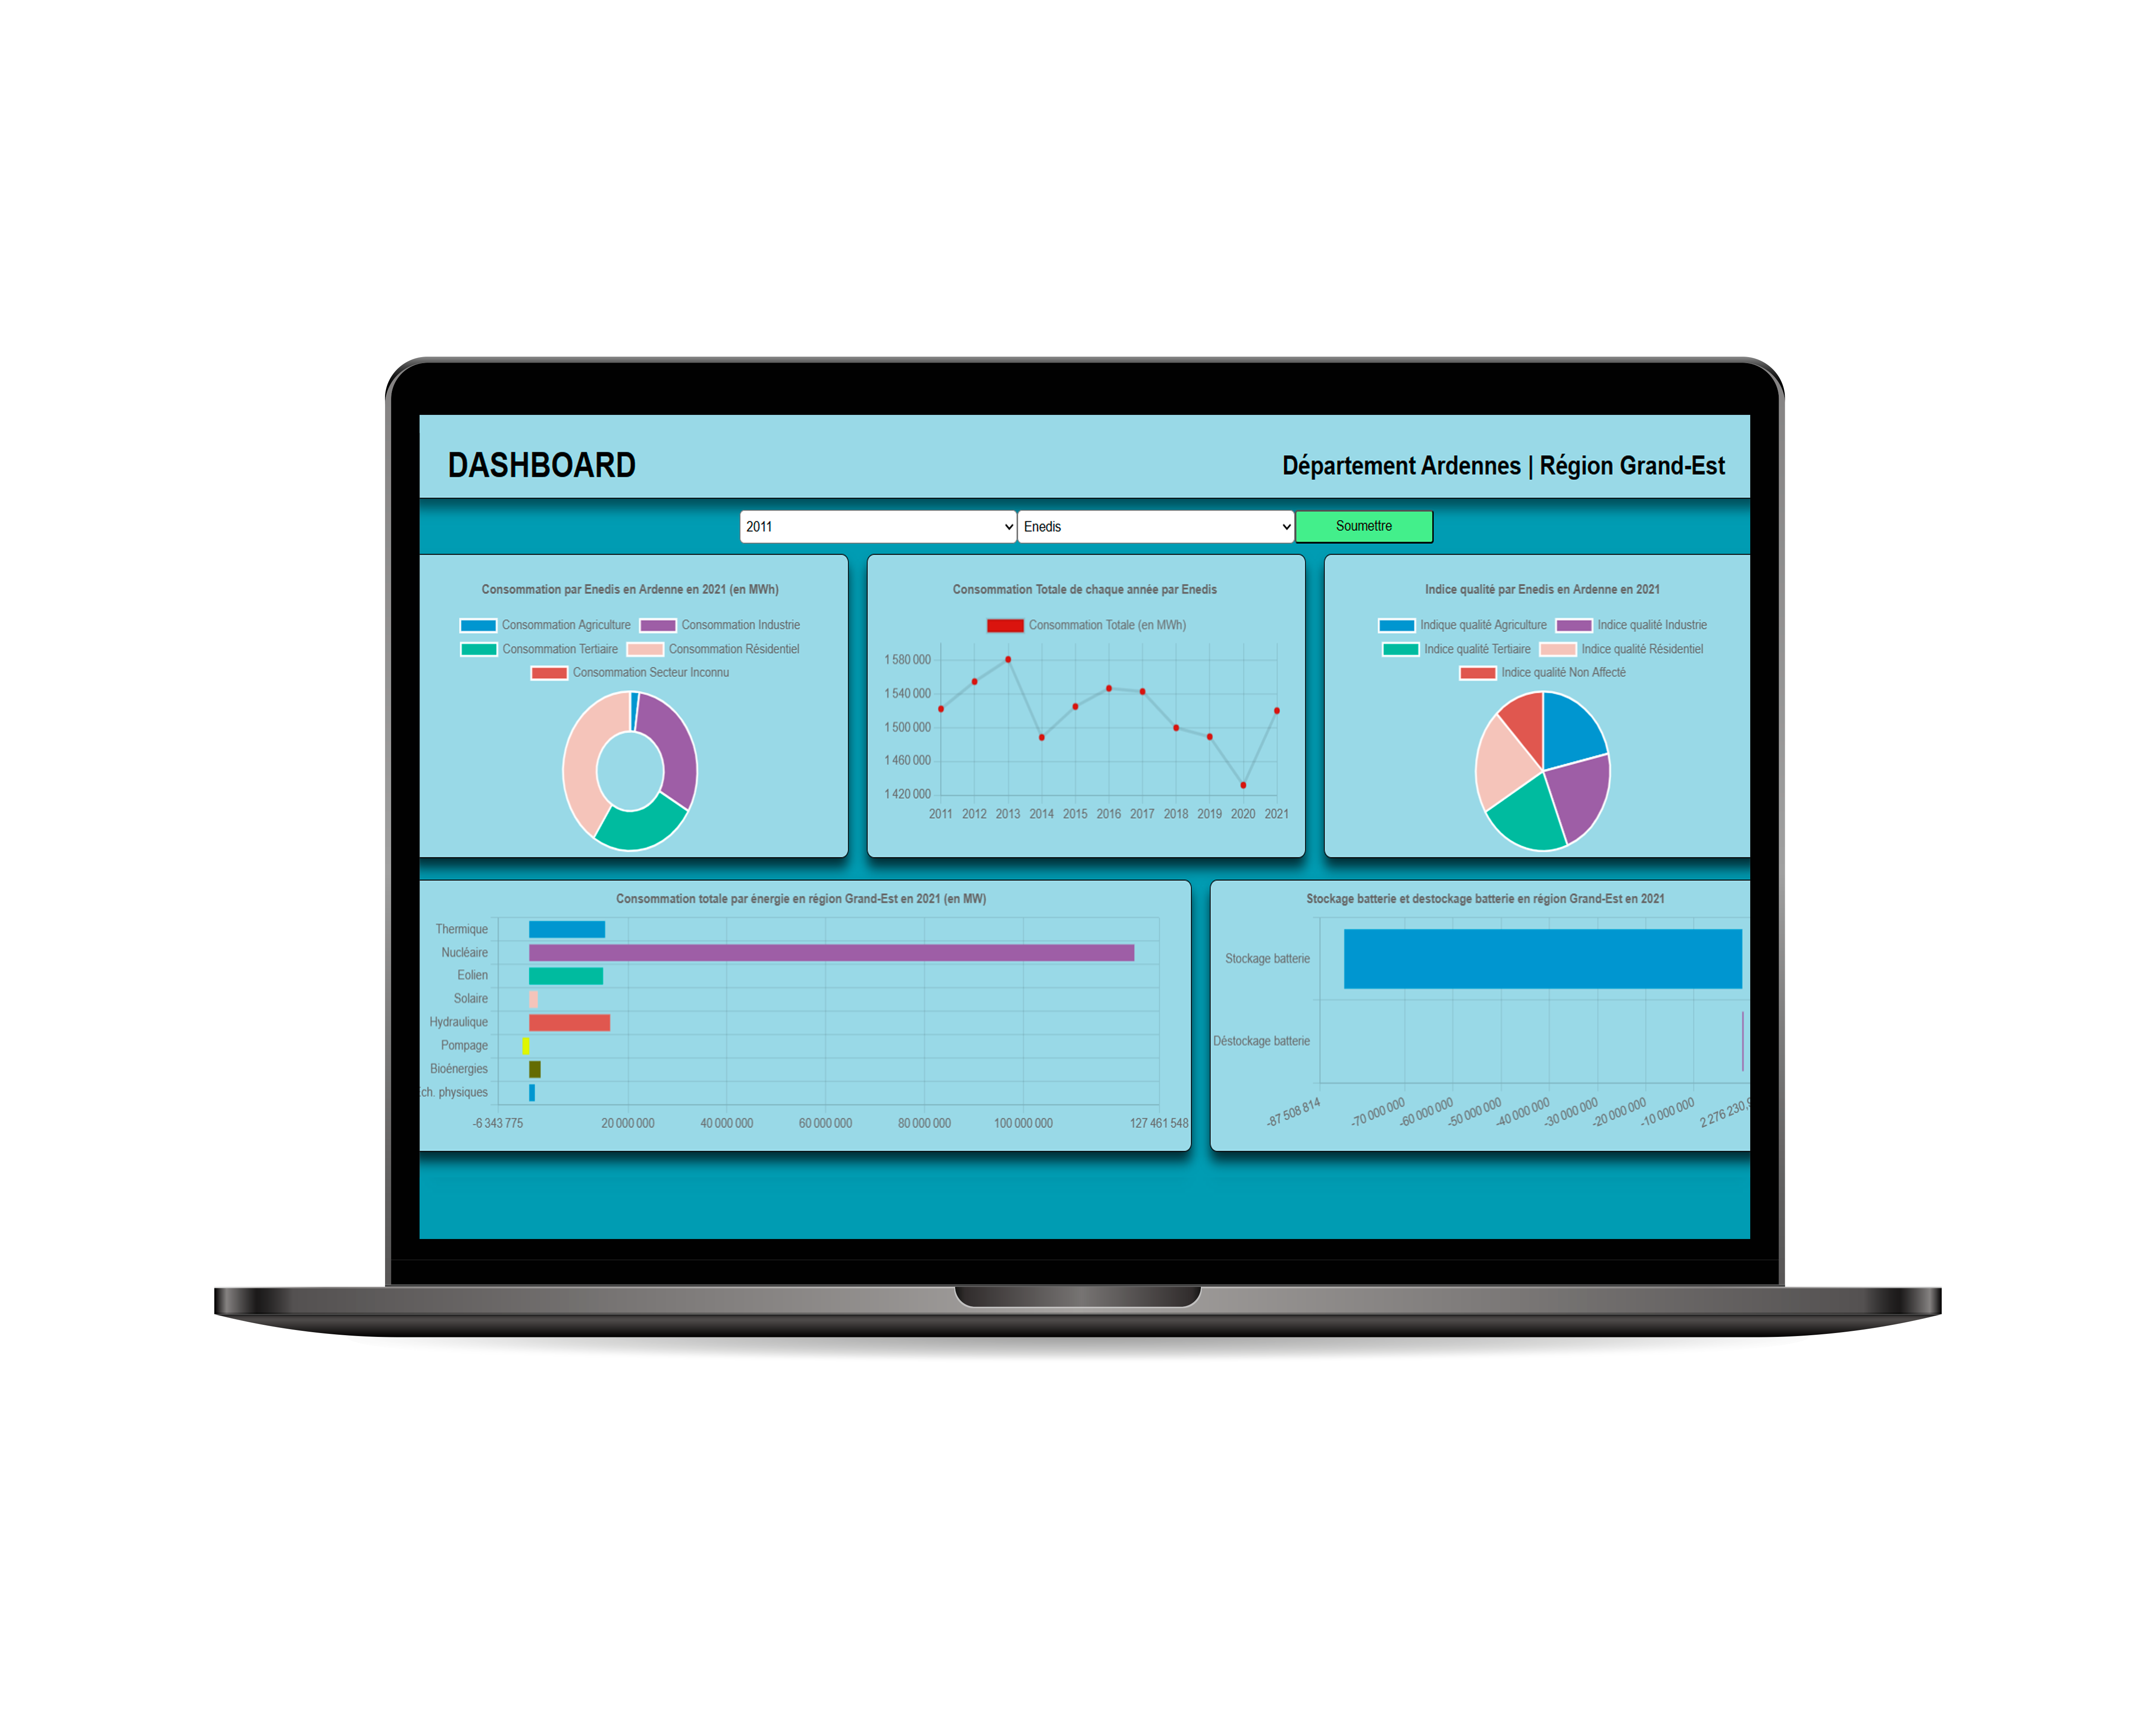 DASHBOARD
Département Ardennes | Région Grand-Est
2011
Enedis
Soumettre
Consommation par Enedis en Ardenne en 2021 (en MWh)
Consommation Agriculture
Consommation Industrie
Consommation Tertiaire
Consommation Résidentiel
Consommation Secteur Inconnu
Consommation Totale de chaque année par Enedis
Consommation Totale (en MWh)
1 580 000
1 540 000
1 500 000
1 460 000
1 420 000
2011 2012 2013 2014 2015 2016 2017 2018 2019 2020 2021
Indice qualité par Enedis en Ardenne en 2021
Indique qualité Agriculture
Indice qualité Industrie
Indice qualité Tertiaire
Indice qualité Résidentiel
Indice qualité Non Affecté
Consommation totale par énergie en région Grand-Est en 2021 (en MW)
Thermique
Nucléaire
Eolien
Solaire
Hydraulique
Pompage
Bioénergies
ch. physiques
-6 343 775 20 000 000 40 000 000 60 000 000 80 000 000 100 000 000 127 461 548
Stockage batterie et destockage batterie en région Grand-Est en 2021
Stockage batterie
Déstockage batterie
-87 508 814 -70 000 000 -60 000 000 -50 000 000 -40 000 000 -30 000 000 -20 000 000 -10 000 000 2 276 230,